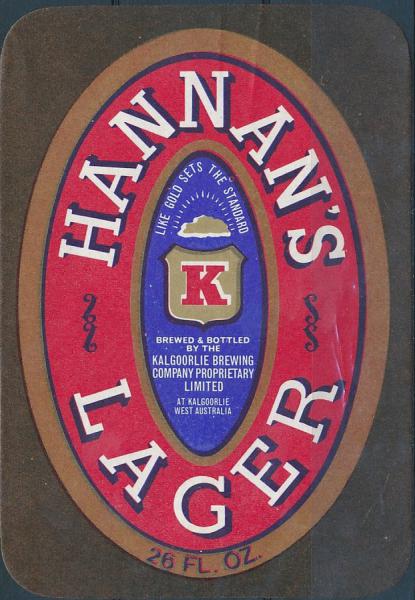 HANNAN'S
LIKE GOLD SETS THE STANDARD
K
BREWED & BOTTLED
BY THE
KALGOORLIE BREWING
COMPANY PROPRIETARY
LIMITED
AT KALGOORLIE
WEST AUSTRALIA
LAGER
26 FL. OZ.